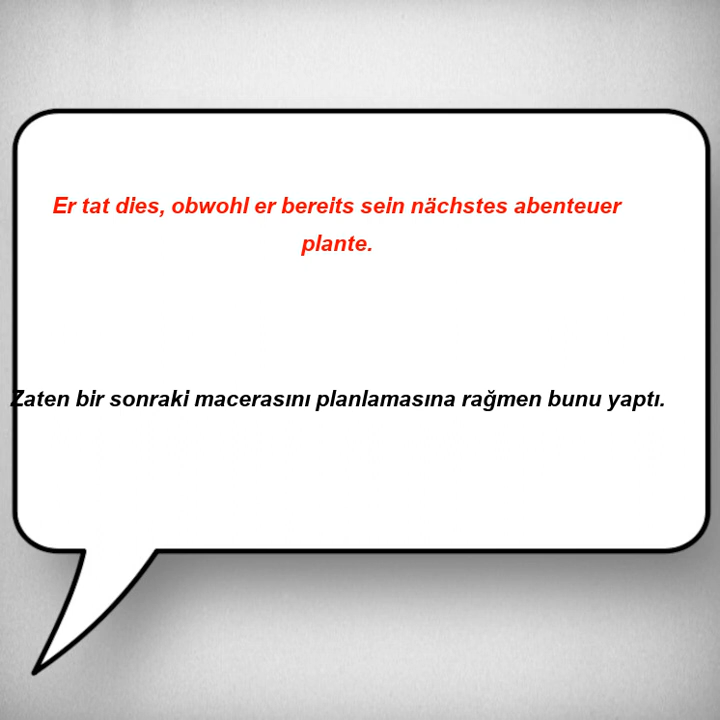 Er tat dies, obwohl er bereits sein nächstes abenteuer
plante.
Zaten bir sonraki macerasını planlamasına rağmen bunu yaptı.